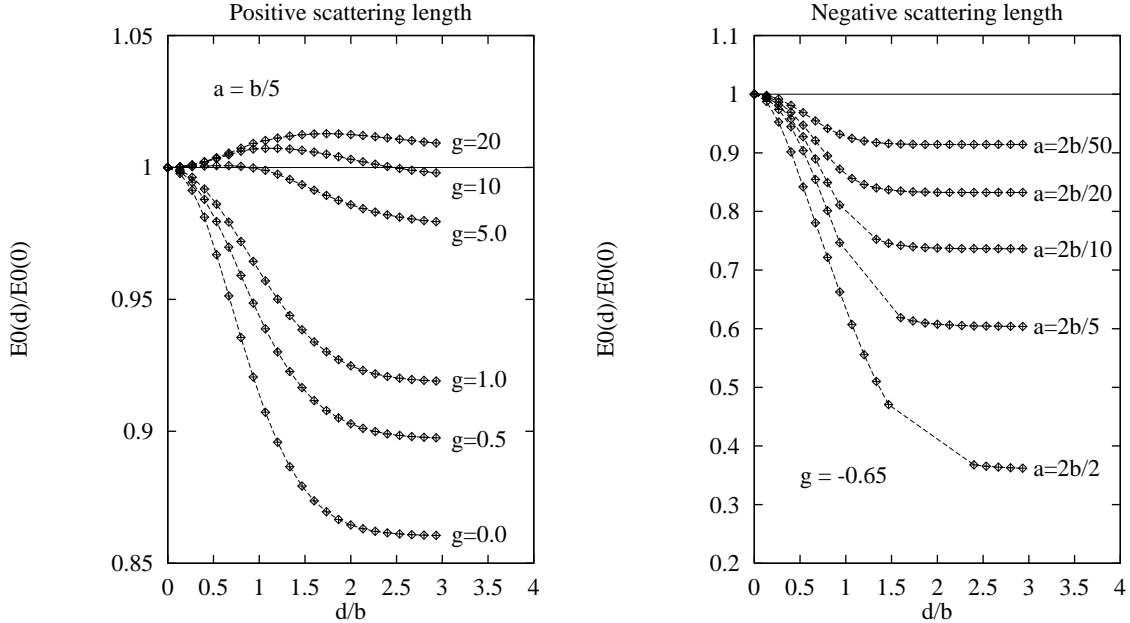 Positive scattering length
1.05
a = b/5
g=20
1
g=10
g=5.0
E0(d)/E0(0)
0.95
g=1.0
0.9
g=0.5
g=0.0
0.85
0 0.5 1 1.5 2 2.5 3 3.5 4
d/b
Negative scattering length
1.1
1
a=2b/50
0.9
a=2b/20
0.8
a=2b/10
0.7
E0(d)/E0(0)
0.6
a=2b/5
0.5
0.4
a=2b/2
g = -0.65
0.3
0.2
0 0.5 1 1.5 2 2.5 3 3.5 4
d/b